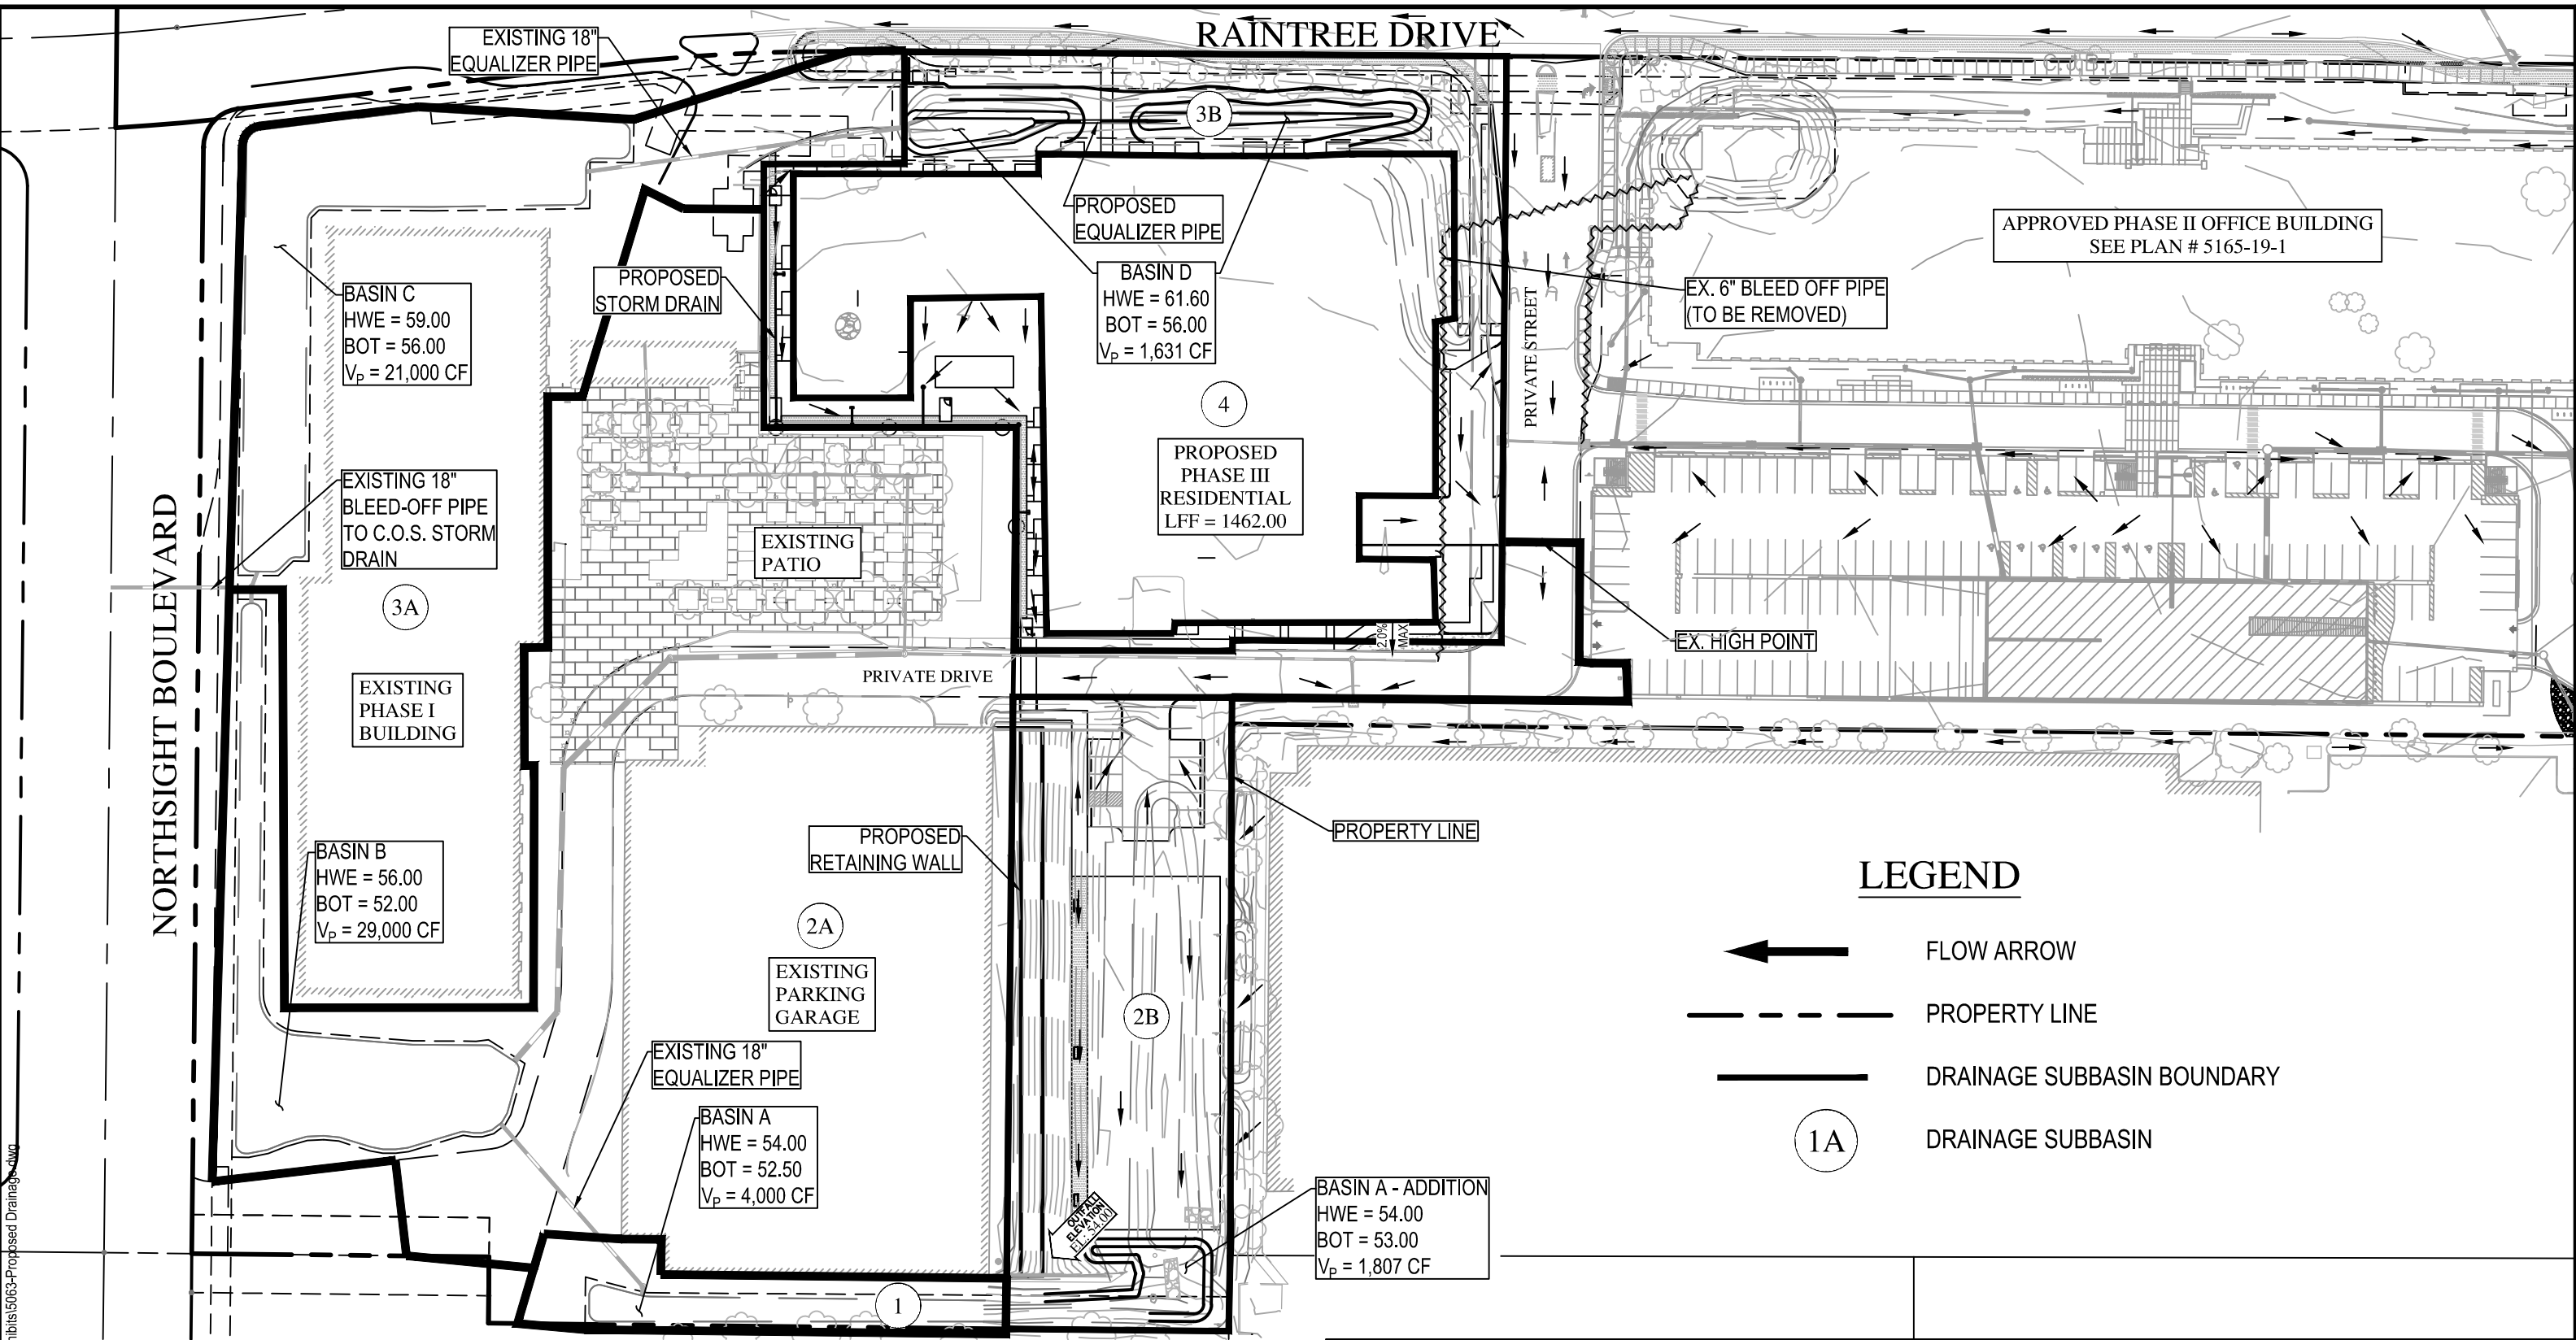 RAINTREE DRIVE
EXISTING 18"
EQUALIZER PIPE
3B
PROPOSED
EQUALIZER PIPE
APPROVED PHASE II OFFICE BUILDING
SEE PLAN # 5165-19-1
PROPOSED
STORM DRAIN
BASIN D
HWE = 61.60
BOT = 56.00
VP = 1,631 CF
EX. 6" BLEED OFF PIPE
(TO BE REMOVED)
BASIN C
HWE = 59.00
BOT = 56.00
VP = 21,000 CF
PRIVATE STREET
4
PROPOSED
PHASE III
RESIDENTIAL
LFF = 1462.00
EXISTING 18"
BLEED-OFF PIPE
TO C.O.S. STORM
DRAIN
EXISTING
PATIO
3A
NORTHSIGHT BOULEVARD
2.0%
MAX
EX. HIGH POINT
PRIVATE DRIVE
EXISTING
PHASE I
BUILDING
PROPOSED
RETAINING WALL
PROPERTY LINE
BASIN B
HWE = 56.00
BOT = 52.00
VP = 29,000 CF
2A
EXISTING
PARKING
GARAGE
2B
EXISTING 18"
EQUALIZER PIPE
BASIN A
HWE = 54.00
BOT = 52.50
VP = 4,000 CF
OUTFALL
ELEVATION
EL: 54.00
BASIN A - ADDITION
HWE = 54.00
BOT = 53.00
VP = 1,807 CF
1
LEGEND
FLOW ARROW
PROPERTY LINE
DRAINAGE SUBBASIN BOUNDARY
1A
DRAINAGE SUBBASIN
hibits\5063-Proposed Drainage.dwg